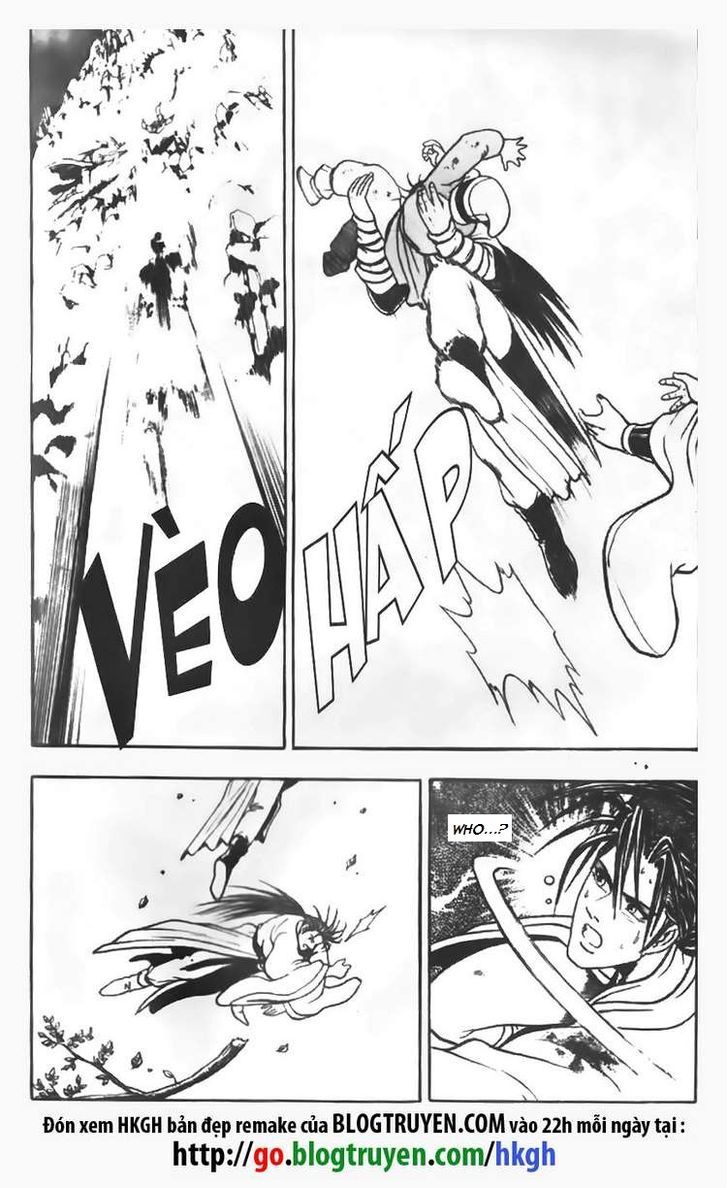 VÈO
HẤP
WHO...?
Đón xem HKGH bản đẹp remake của BLOGTRUYEN.COM vào 22h mỗi ngày tại :
http://go.blogtruyen.com/hkgh